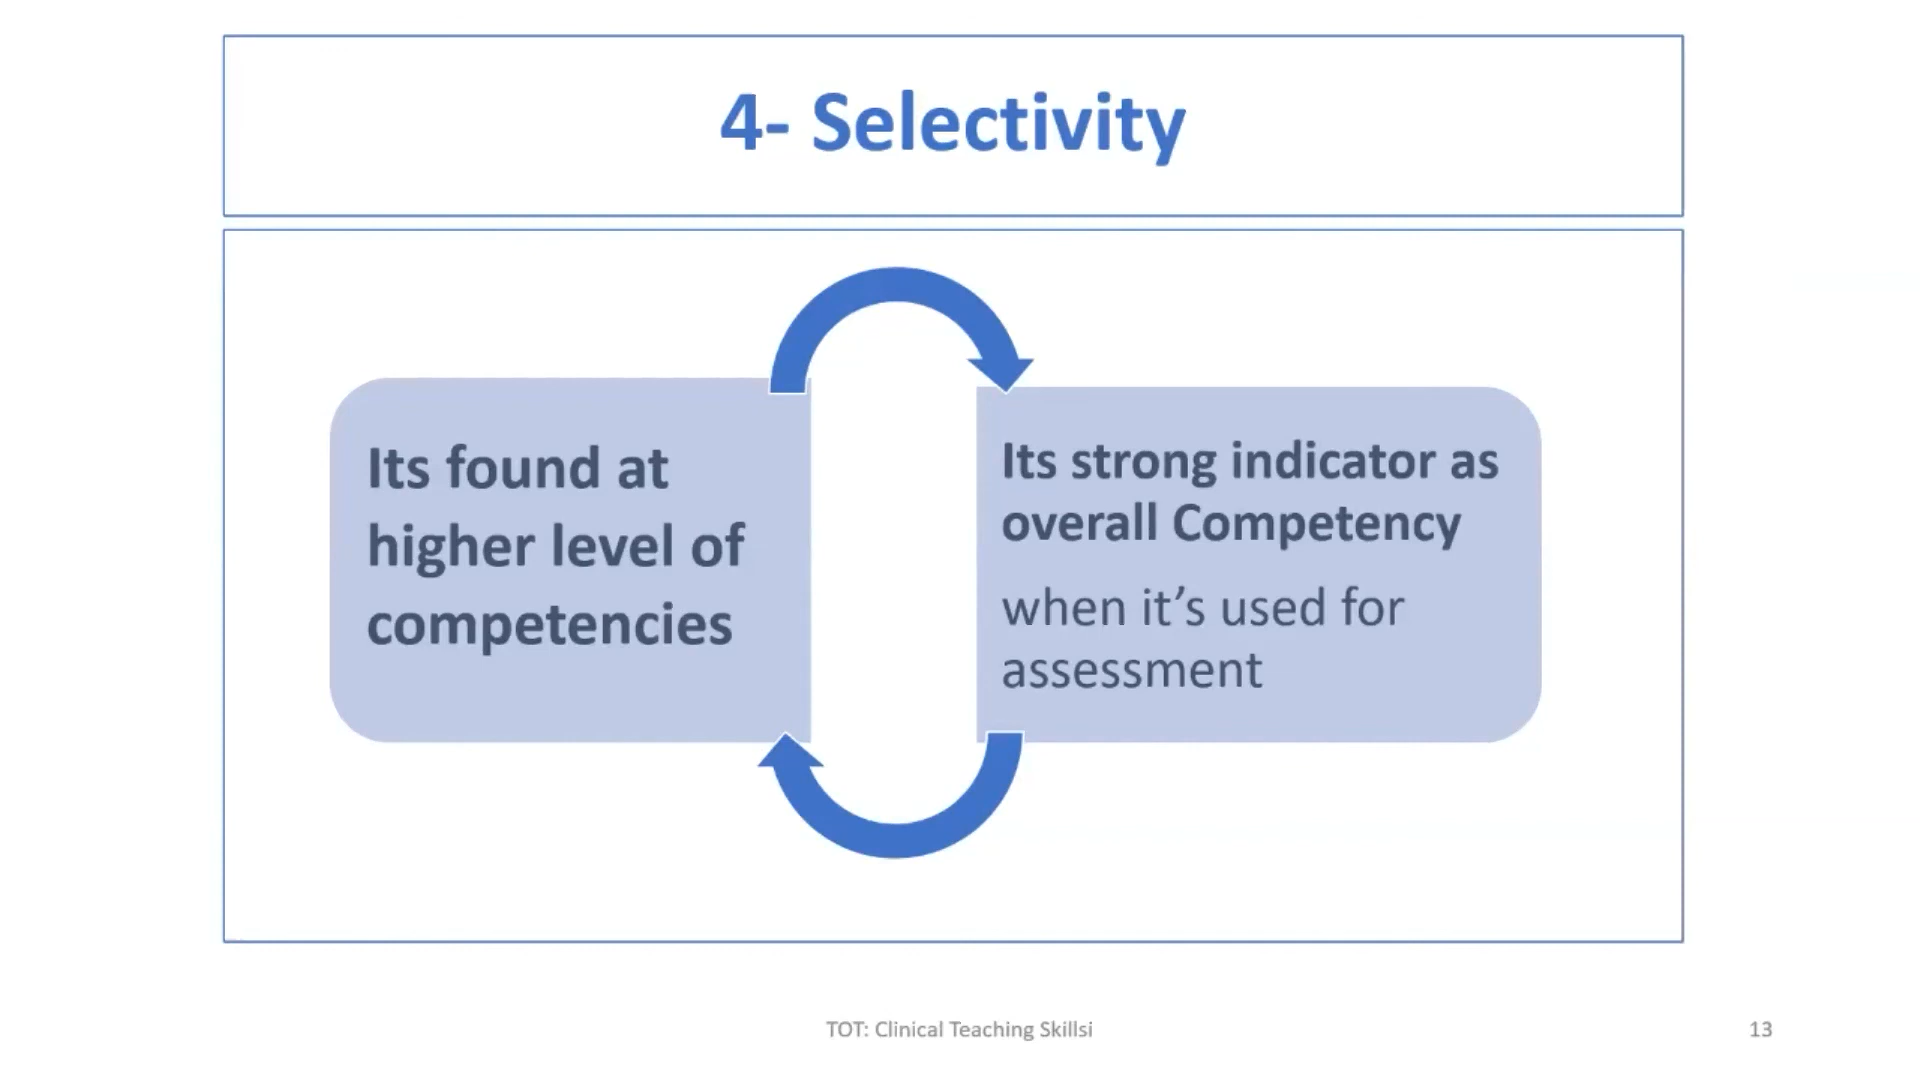 4- Selectivity
Its found at
higher level of
competencies
Its strong indicator as
overall Competency
when it’s used for
assessment
TOT: Clinical Teaching Skillsi
13